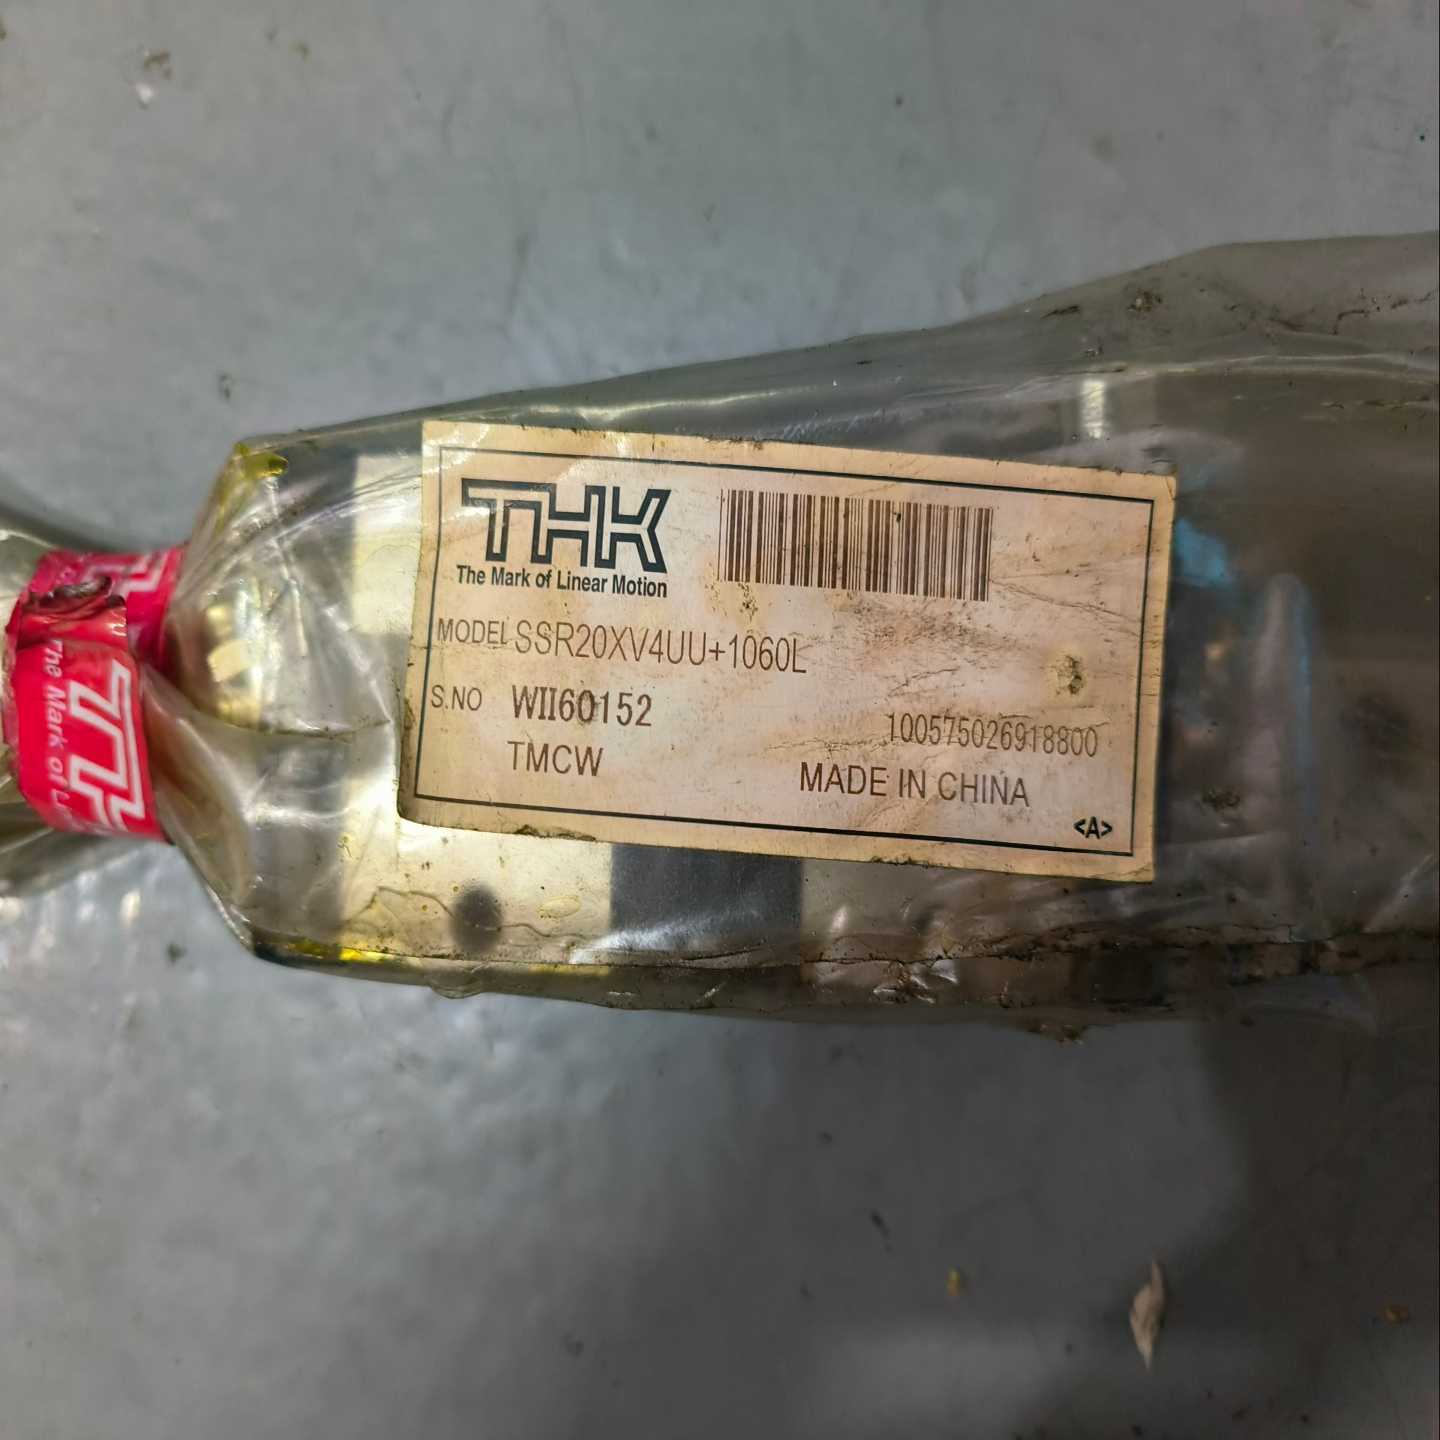 THK
The Mark of Linear Motion
MODEL SSR20XV4UU+1060L
S.NO WII60152
100575026918800
TMCW
MADE IN CHINA
<A>
The Mark of L